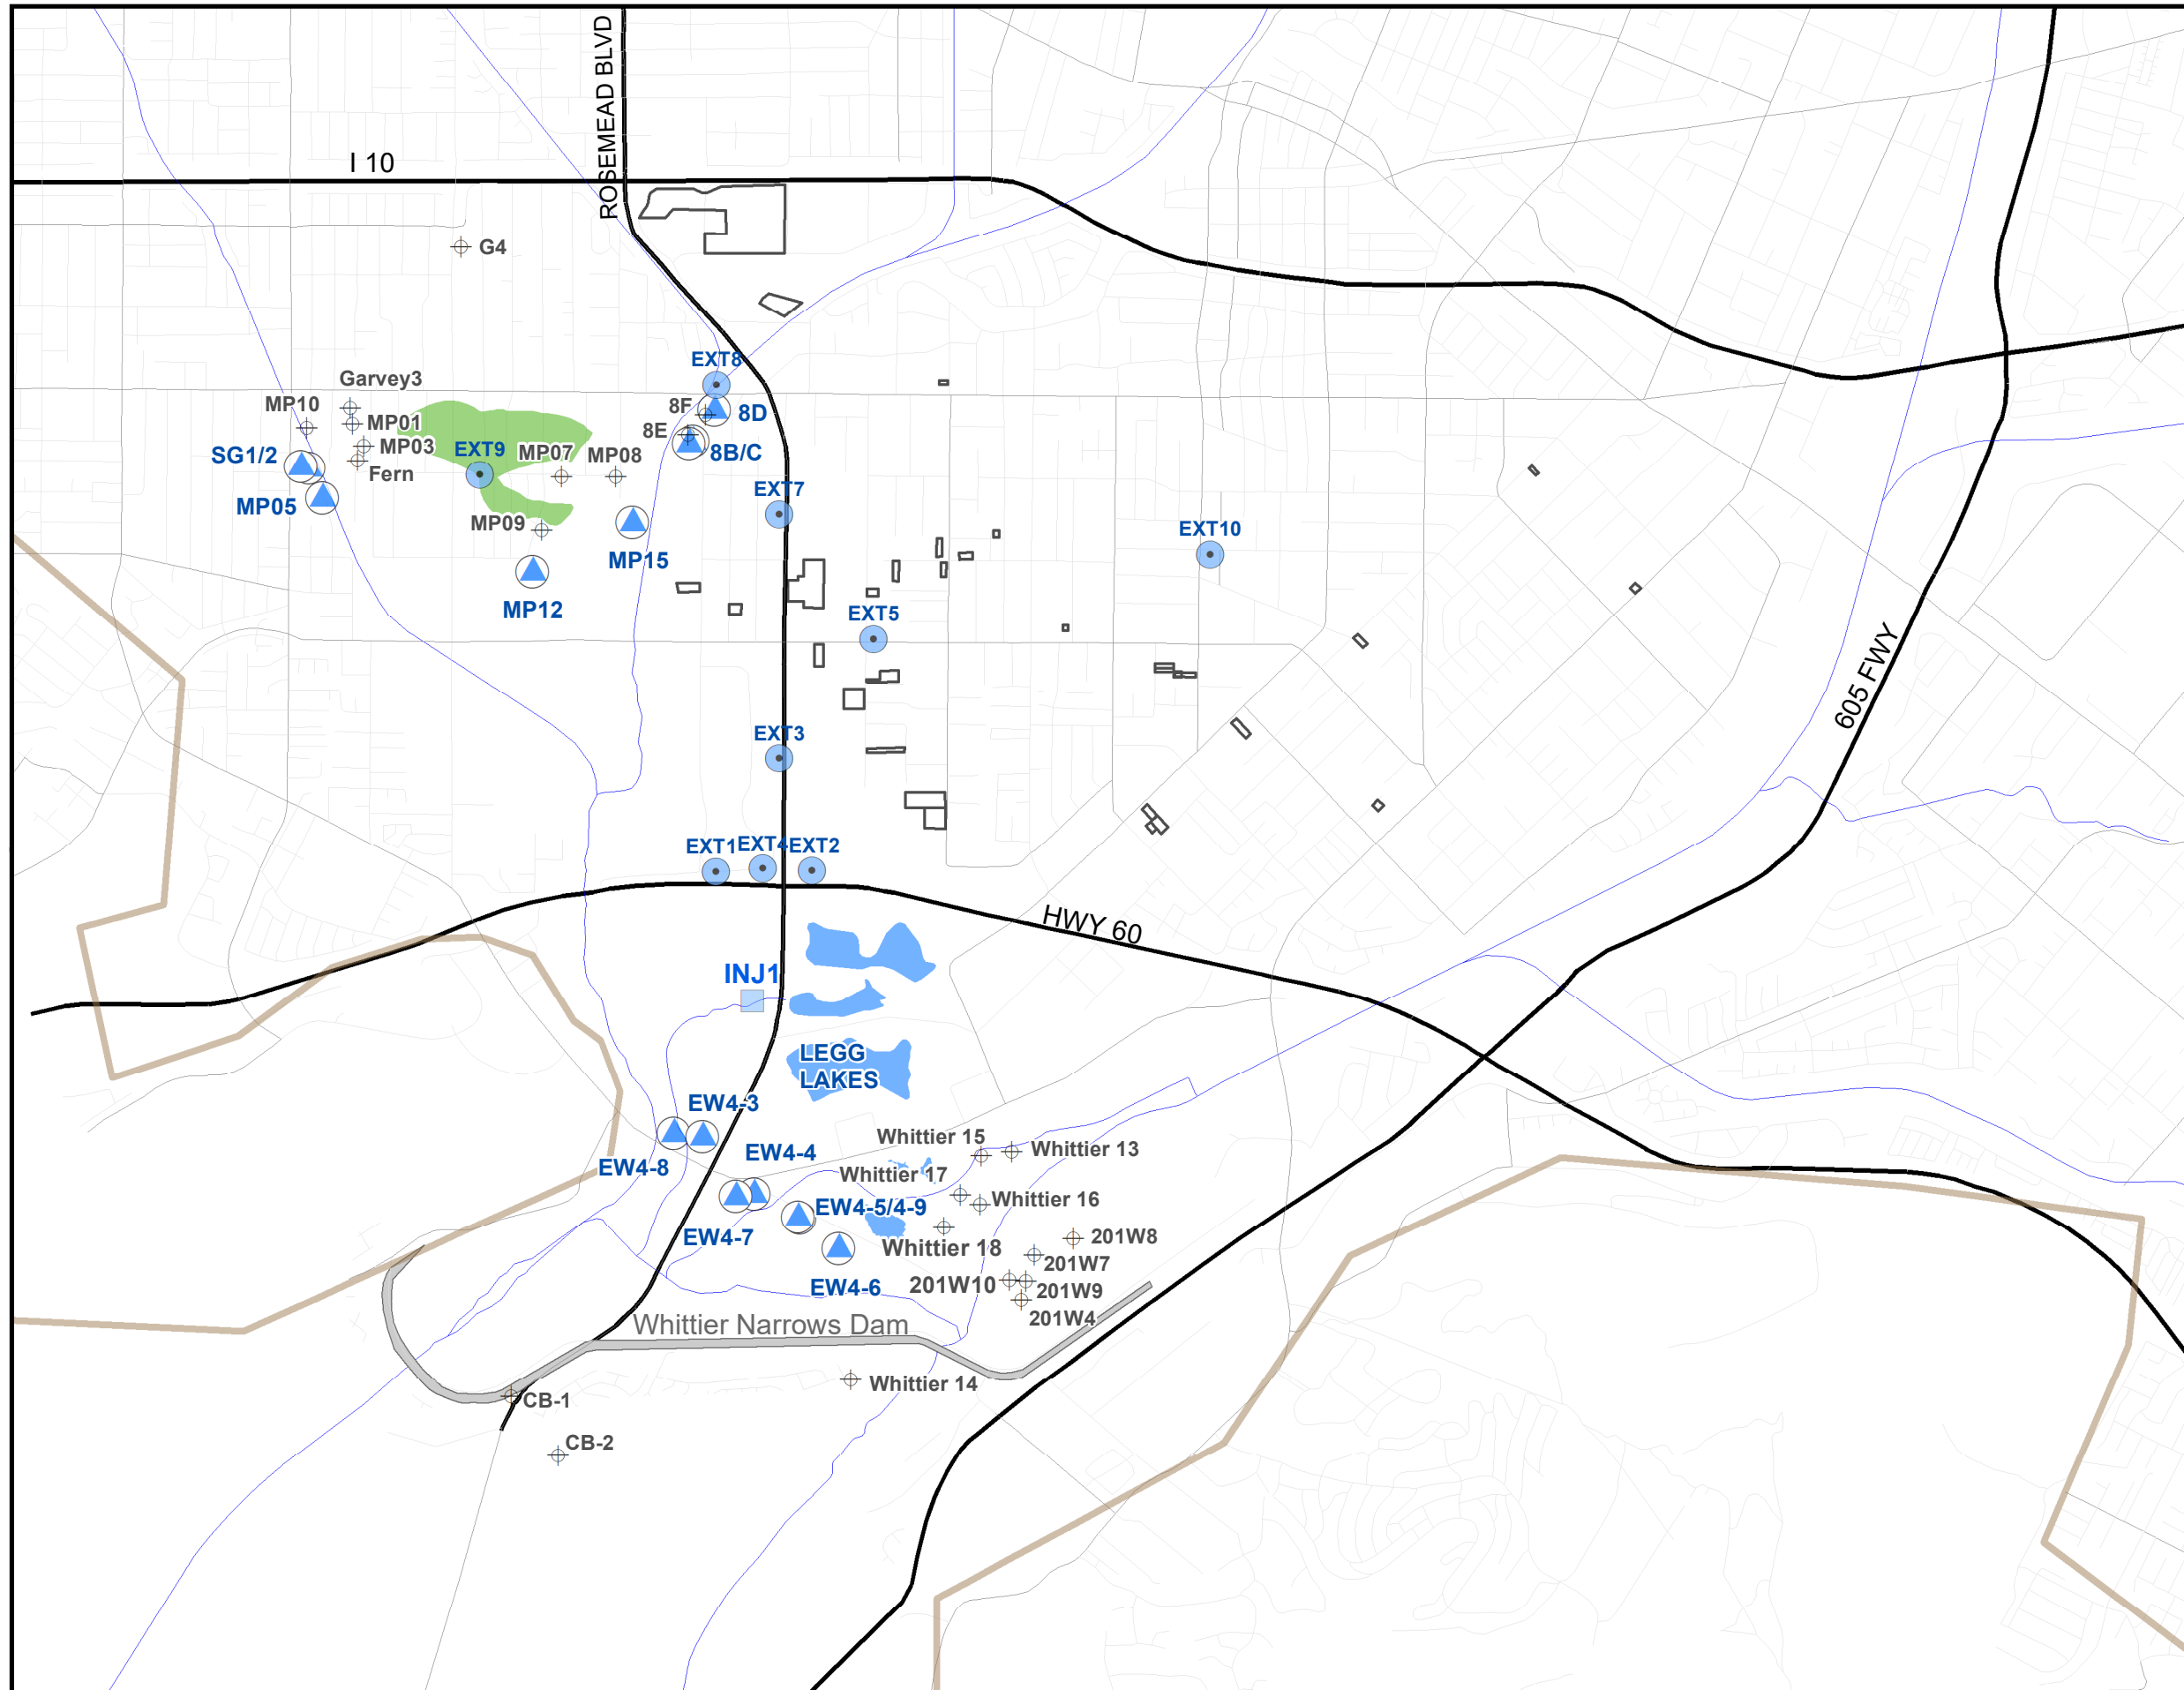 ROSEMEAD BLVD
I 10
G4
EXT8
Garvey3
MP10
8F
8D
MP01
8E
MP03
SG1/2
EXT9
MP07
MP08
8B/C
Fern
EXT7
MP05
MP09
EXT10
MP15
MP12
EXT5
605 FWY
EXT3
EXT1
EXT4
EXT2
HWY 60
INJ1
LEGG
LAKES
EW4-3
Whittier 15
Whittier 13
EW4-4
EW4-8
Whittier 17
Whittier 16
EW4-5/4-9
EW4-7
201W8
Whittier 18
201W7
EW4-6
201W10
201W9
201W4
Whittier Narrows Dam
Whittier 14
CB-1
CB-2